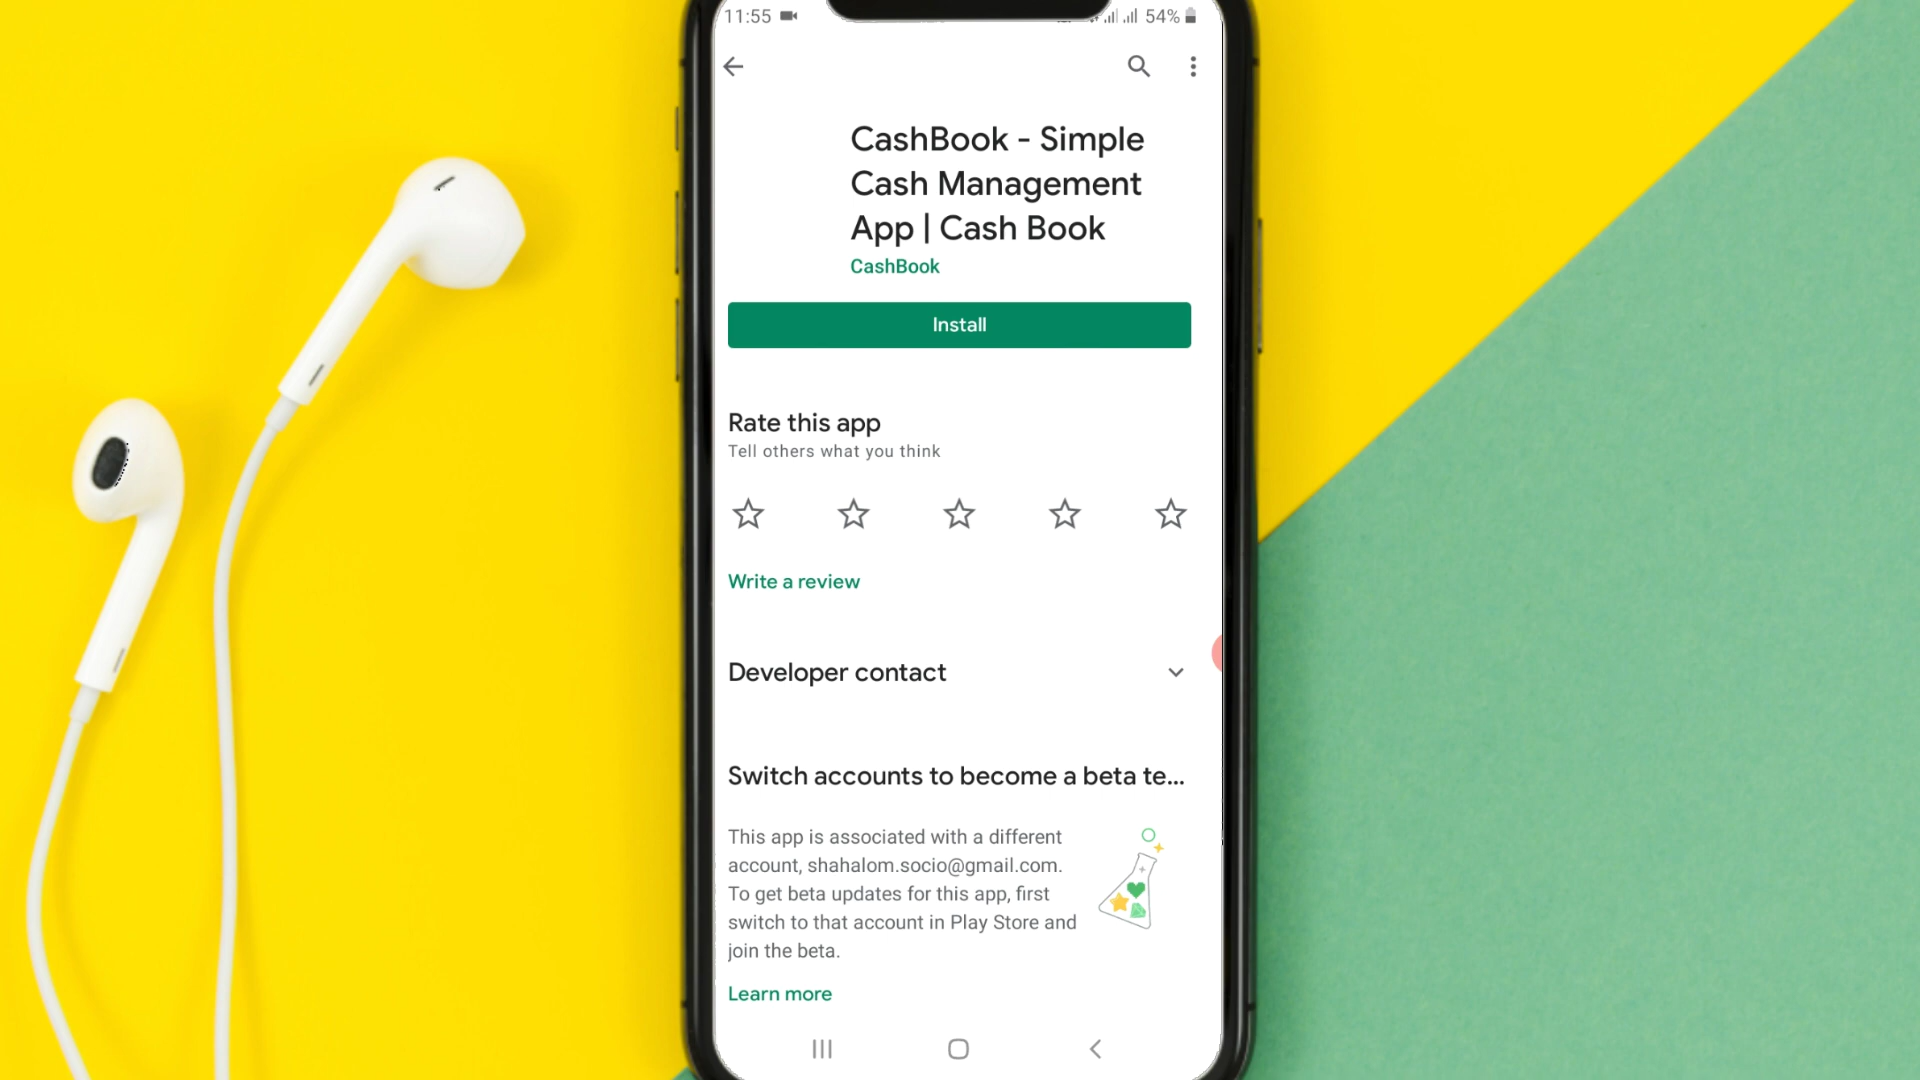 11:55 54%
CashBook - Simple
Cash Management
App | Cash Book
CashBook
Install
Rate this app
Tell others what you think
Write a review
Developer contact
Switch accounts to become a beta te...
This app is associated with a different
account, shahalom.socio@gmail.com.
To get beta updates for this app, first
switch to that account in Play Store and
join the beta.
Learn more